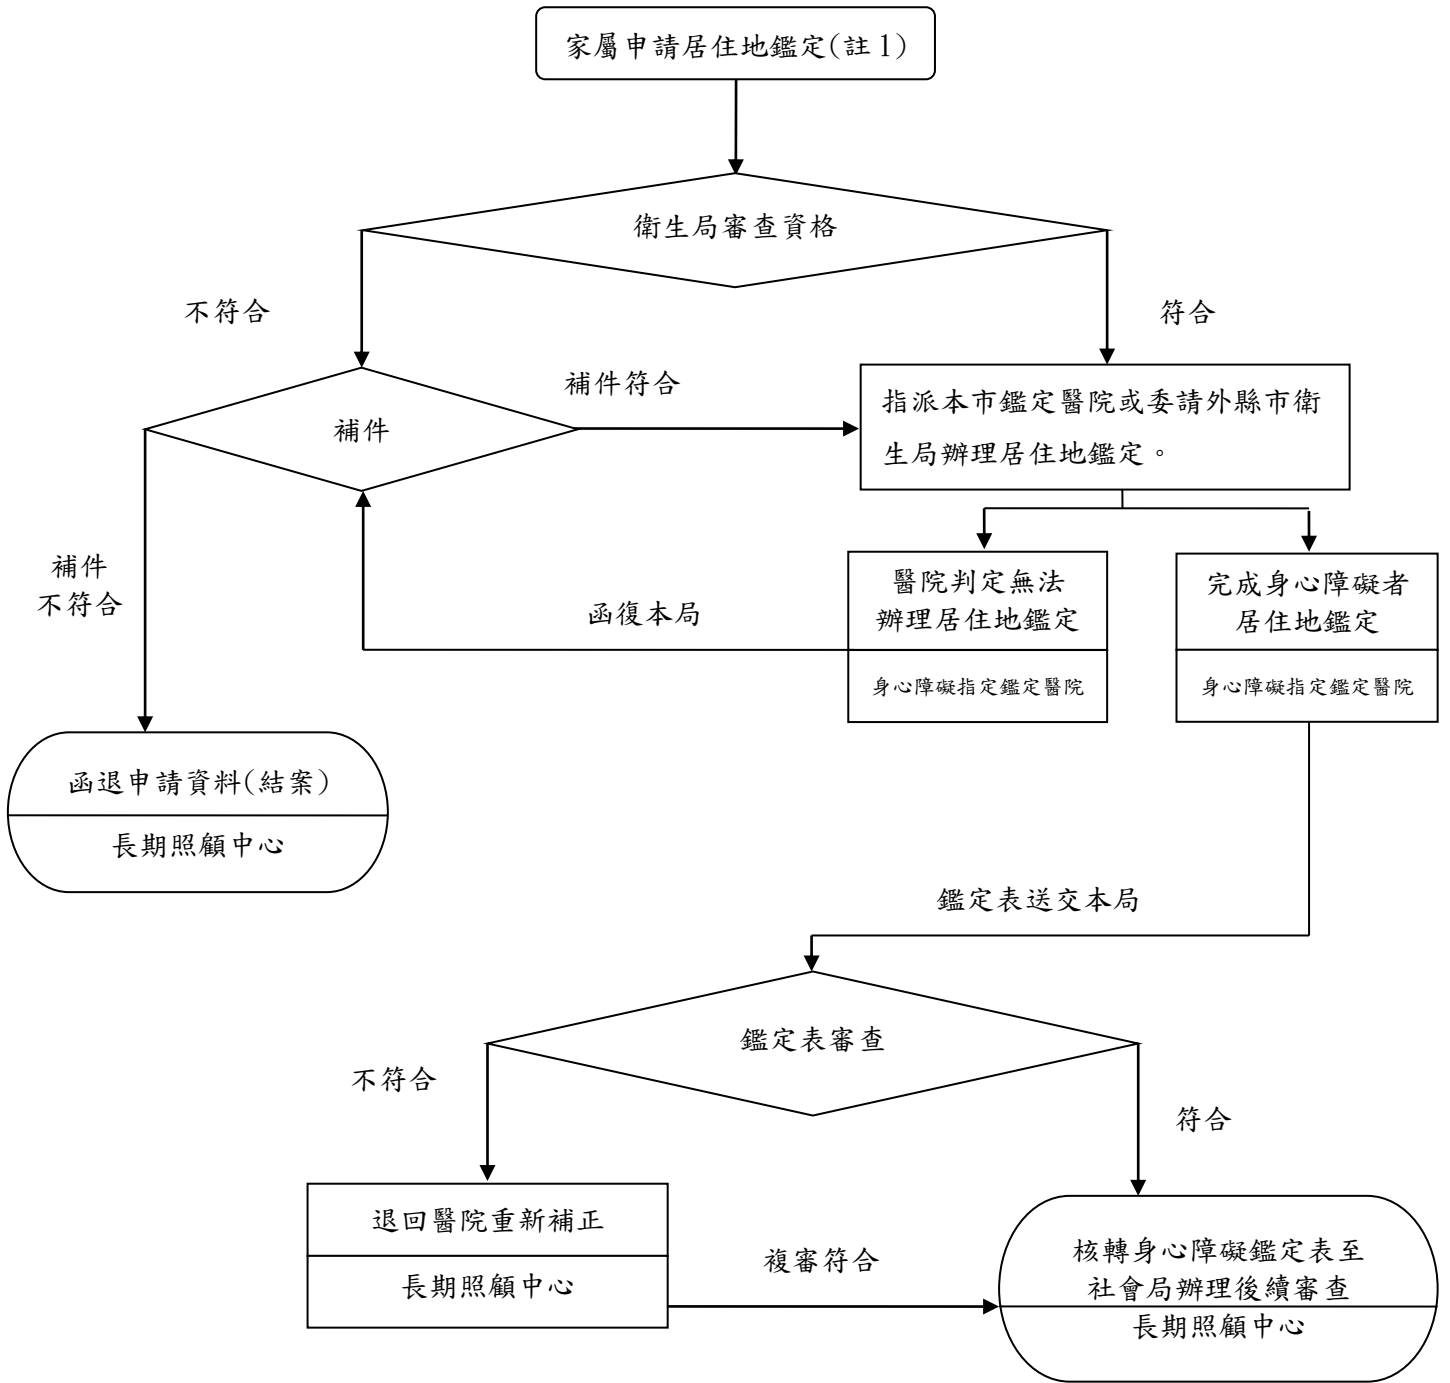 家屬申請居住地鑑定(註1)
衛生局審查資格
不符合
符合
補件符合
補件
指派本市鑑定醫院或委請外縣市衛
生局辦理居住地鑑定。
補件
不符合
函復本局
醫院判定無法
辦理居住地鑑定
身心障礙指定鑑定醫院
完成身心障礙者
居住地鑑定
身心障礙指定鑑定醫院
函退申請資料(結案)
長期照顧中心
鑑定表送交本局
鑑定表審查
不符合
符合
退回醫院重新補正
長期照顧中心
複審符合
核轉身心障礙鑑定表至
社會局辦理後續審查
長期照顧中心